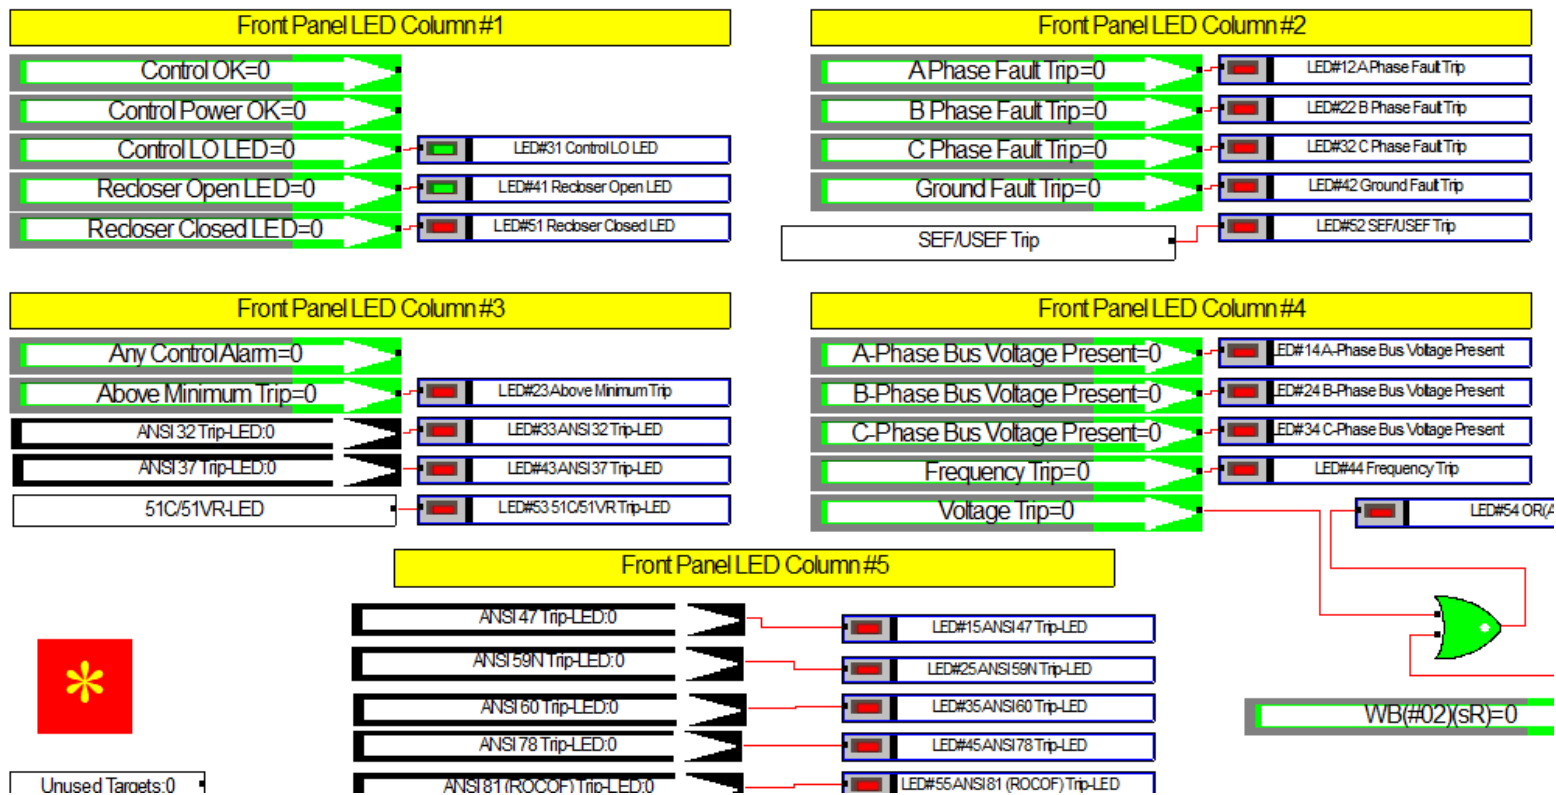 Front Panel LED Column #1
Control OK=0
Control Power OK=0
Control LO LED=0
LED#31 Control LO LED
Recloser Open LED=0
LED#41 Recloser Open LED
Recloser Closed LED=0
LED#51 Recloser Closed LED
Front Panel LED Column #2
A Phase Fault Trip=0
LED#12 A Phase Fault Trip
B Phase Fault Trip=0
LED#22 B Phase Fault Trip
C Phase Fault Trip=0
LED#32 C Phase Fault Trip
Ground Fault Trip=0
LED#42 Ground Fault Trip
SEF/USEF Trip
LED#52 SEF/USEF Trip
Front Panel LED Column #3
Any Control Alarm=0
Above Minimum Trip=0
LED#23 Above Minimum Trip
ANSI 32 Trip-LED:0
LED#33 ANSI 32 Trip-LED
ANSI 37 Trip-LED:0
LED#43 ANSI 37 Trip-LED
51C/51VR-LED
LED#53 51C/51VR Trip-LED
Front Panel LED Column #4
A-Phase Bus Voltage Present=0
LED#14 A-Phase Bus Voltage Present
B-Phase Bus Voltage Present=0
LED#24 B-Phase Bus Voltage Present
C-Phase Bus Voltage Present=0
LED#34 C-Phase Bus Voltage Present
Frequency Trip=0
LED#44 Frequency Trip
Voltage Trip=0
LED#54 OR(A
Front Panel LED Column #5
ANSI 47 Trip-LED:0
LED#15 ANSI 47 Trip-LED
ANSI 59N Trip-LED:0
LED#25 ANSI 59N Trip-LED
ANSI 60 Trip-LED:0
LED#35 ANSI 60 Trip-LED
ANSI 78 Trip-LED:0
LED#45 ANSI 78 Trip-LED
ANSI 81 (ROCOF) Trip-LED:0
LED#55 ANSI 81 (ROCOF) Trip-LED
WB(#02)(sR)=0
*
Unused Targets:0